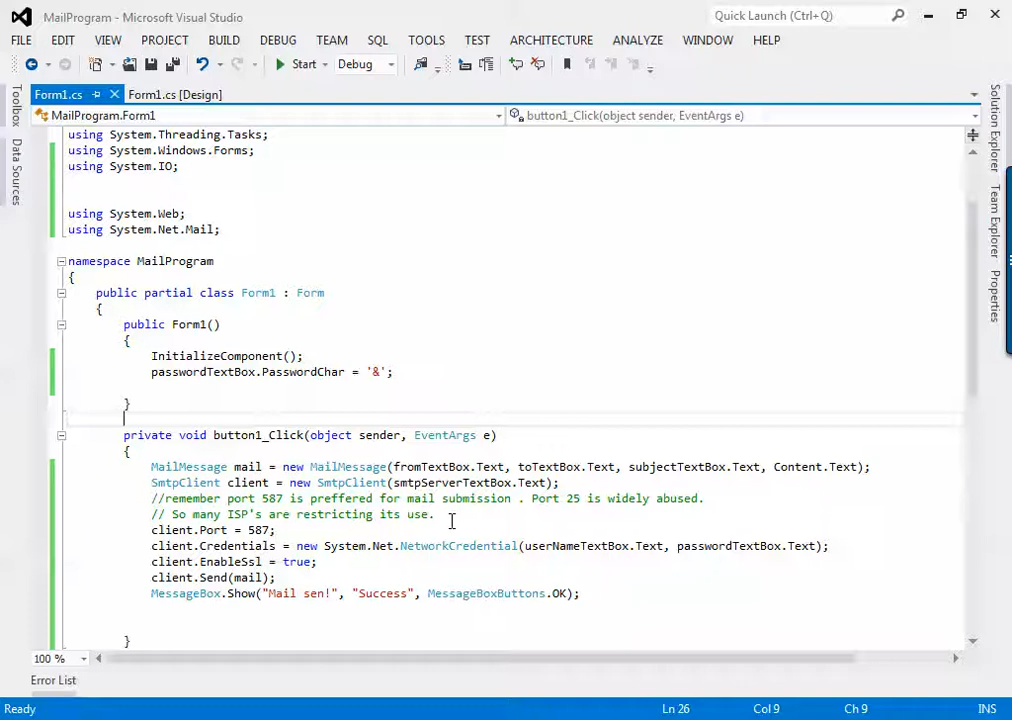 MailProgram - Microsoft Visual Studio
Quick Launch (Ctrl+Q)
FILE EDIT VIEW PROJECT BUILD DEBUG TEAM SQL TOOLS TEST ARCHITECTURE ANALYZE WINDOW HELP
Start Debug
Form1.cs Form1.cs [Design]
MailProgram.Form1 button1_Click(object sender, EventArgs e)
Toolbox
Data Sources
Solution Explorer
Team Explorer
Properties
using System.Threading.Tasks;
using System.Windows.Forms;
using System.IO;
using System.Web;
using System.Net.Mail;
namespace MailProgram
{
public partial class Form1 : Form
{
public Form1()
{
InitializeComponent();
passwordTextBox.PasswordChar = '&';
}
private void button1_Click(object sender, EventArgs e)
{
MailMessage mail = new MailMessage(fromTextBox.Text, toTextBox.Text, subjectTextBox.Text, Content.Text);
SmtpClient client = new SmtpClient(smtpServerTextBox.Text);
//remember port 587 is preffered for mail submission . Port 25 is widely abused.
// So many ISP's are restricting its use.
client.Port = 587;
client.Credentials = new System.Net.NetworkCredential(userNameTextBox.Text, passwordTextBox.Text);
client.EnableSsl = true;
client.Send(mail);
MessageBox.Show("Mail sen!", "Success", MessageBoxButtons.OK);
}
100 %
Error List
Ready Ln 26 Col 9 Ch 9 INS